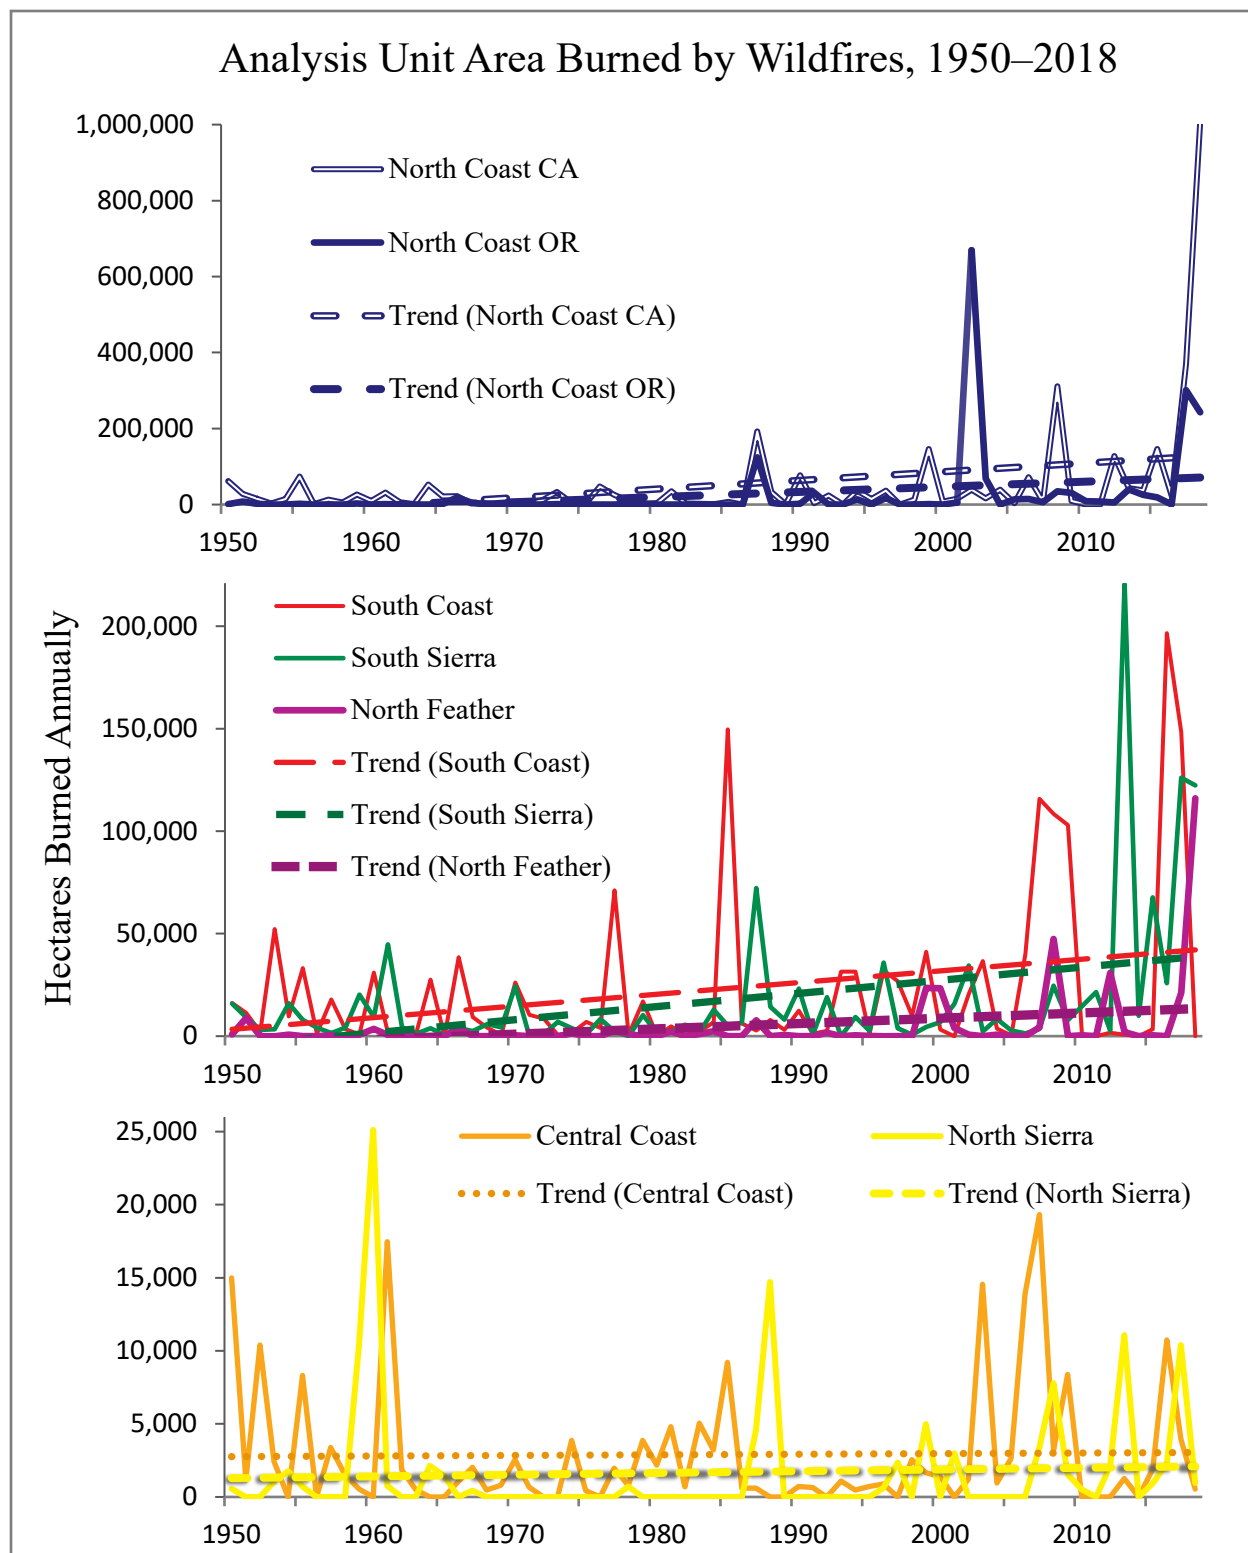 Analysis Unit Area Burned by Wildfires, 1950–2018
1,000,000
800,000
600,000
400,000
200,000
0
North Coast CA
North Coast OR
Trend (North Coast CA)
Trend (North Coast OR)
1950 1960 1970 1980 1990 2000 2010
Hectares Burned Annually
200,000
150,000
100,000
50,000
0
South Coast
South Sierra
North Feather
Trend (South Coast)
Trend (South Sierra)
Trend (North Feather)
1950 1960 1970 1980 1990 2000 2010
25,000
20,000
15,000
10,000
5,000
0
Central Coast North Sierra
Trend (Central Coast) Trend (North Sierra)
1950 1960 1970 1980 1990 2000 2010